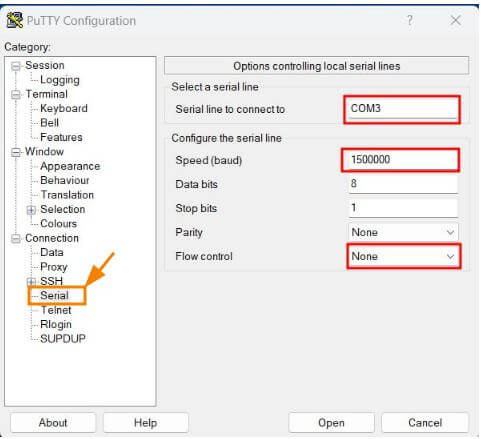 PuTTY Configuration
Category:
Session
Logging
Terminal
Keyboard
Bell
Features
Window
Appearance
Behaviour
Translation
Selection
Colours
Connection
Data
Proxy
SSH
Serial
Telnet
Rlogin
SUPDUP
Options controlling local serial lines
Select a serial line
Serial line to connect to COM3
Configure the serial line
Speed (baud) 1500000
Data bits 8
Stop bits 1
Parity None
Flow control None
About Help Open Cancel